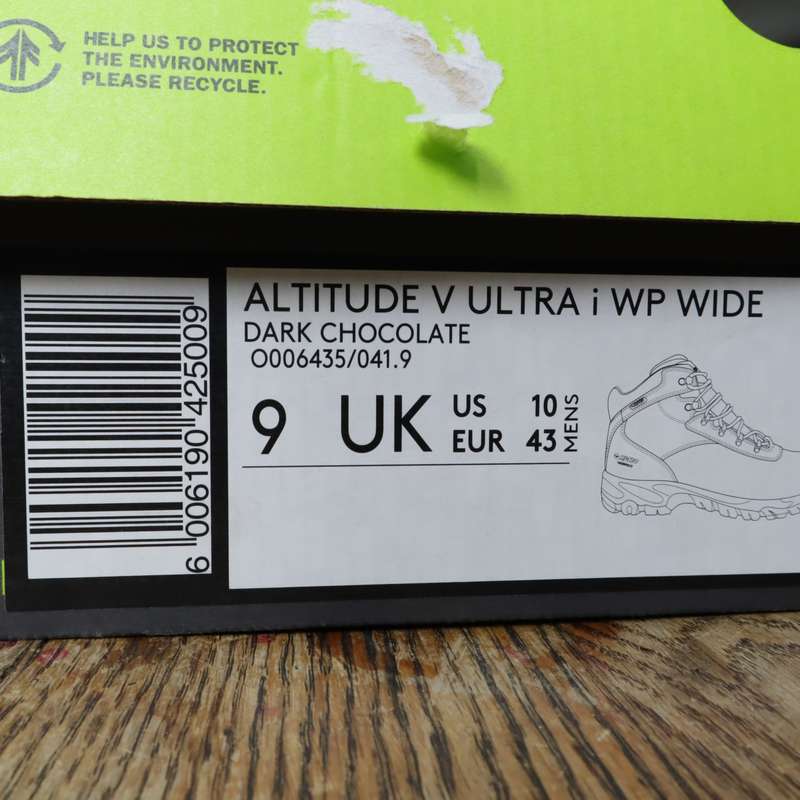 HELP US TO PROTECT
THE ENVIRONMENT.
PLEASE RECYCLE.
ALTITUDE V ULTRA i WP WIDE
DARK CHOCOLATE
O006435/041.9
9 UK
US 10
EUR 43
MENS
6 006190 425009